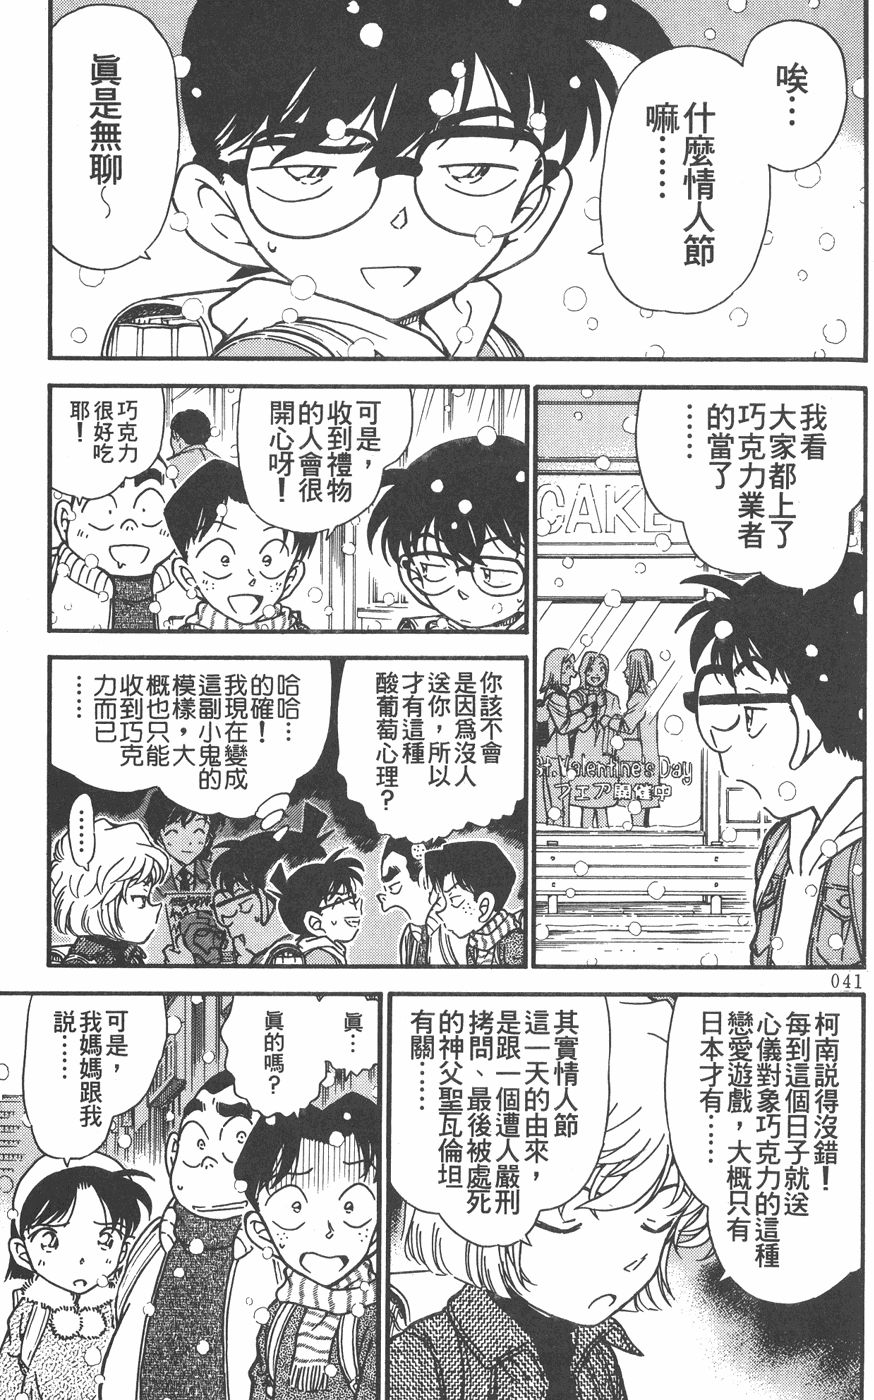 唉…
什麼情人節
嘛……
眞是無聊~
我看
大家都上了
巧克力業者
的當了
……
CAKE
St.Valentine's Day
フェア開催中
可是，
收到禮物
的人會很
開心呀！
巧克力
很好吃
耶！
你該不會
是因爲沒人
送你，所以
才有這種
酸葡萄心理？
哈哈…
的確！
我現在變成
這副小鬼的
模樣，大
概也只能
收到巧克
力而已
……
……
041
柯南說得沒錯！
每到這個日子就送
心儀對象巧克力的這種
戀愛遊戲，大概只有
日本才有……
其實情人節
這一天的由來，
是跟一個遭人嚴刑
拷問、最後被處死
的神父聖瓦倫坦
有關……
眞…
眞的嗎？
可是，
我媽媽跟我
說……